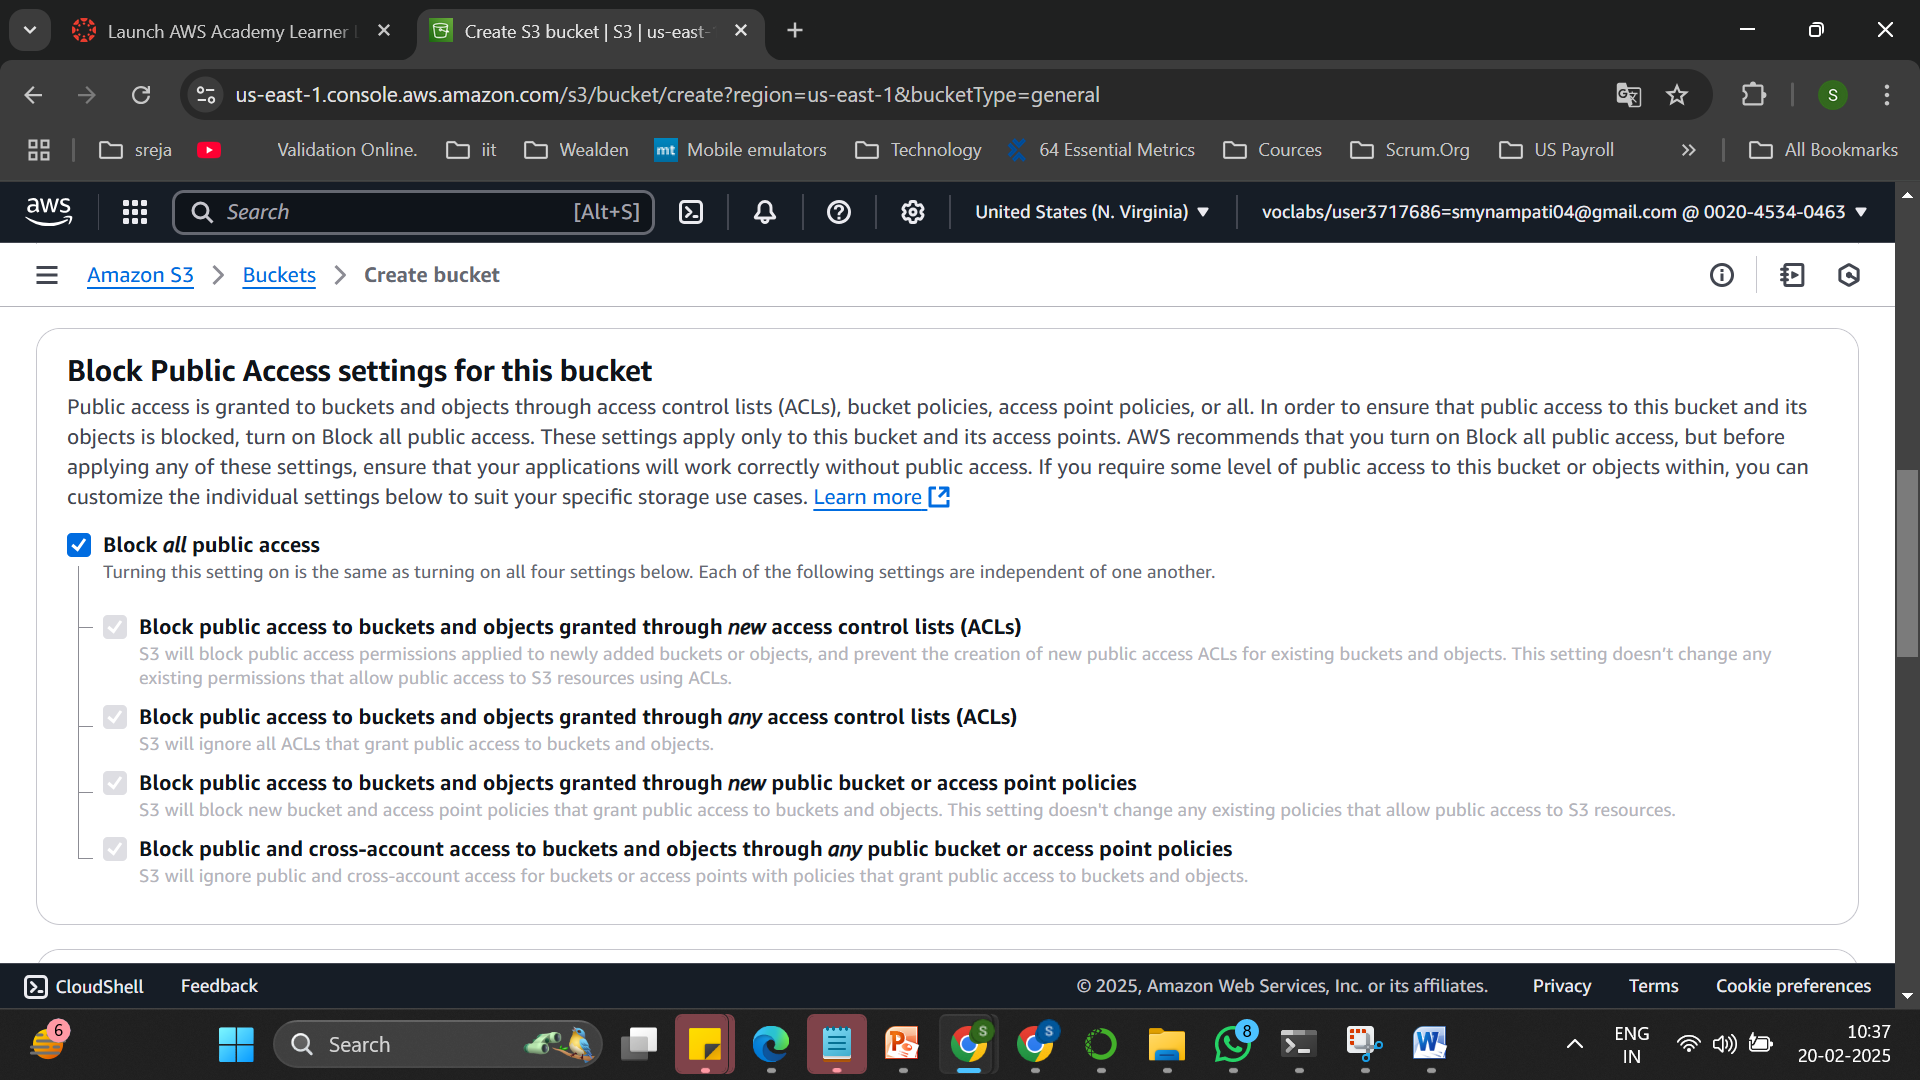 Launch AWS Academy Learner
Create S3 bucket | S3 | us-east-
us-east-1.console.aws.amazon.com/s3/bucket/create?region=us-east-1&bucketType=general
S
sreja
Validation Online.
iit
Wealden
mt Mobile emulators
Technology
64 Essential Metrics
Cources
Scrum.Org
US Payroll
All Bookmarks
aws
Search
[Alt+S]
United States (N. Virginia)
voclabs/user3717686=smynampati04@gmail.com @ 0020-4534-0463
Amazon S3
Buckets
Create bucket
Block Public Access settings for this bucket
Public access is granted to buckets and objects through access control lists (ACLs), bucket policies, access point policies, or all. In order to ensure that public access to this bucket and its
objects is blocked, turn on Block all public access. These settings apply only to this bucket and its access points. AWS recommends that you turn on Block all public access, but before
applying any of these settings, ensure that your applications will work correctly without public access. If you require some level of public access to this bucket or objects within, you can
customize the individual settings below to suit your specific storage use cases. Learn more
Block all public access
Turning this setting on is the same as turning on all four settings below. Each of the following settings are independent of one another.
Block public access to buckets and objects granted through new access control lists (ACLs)
S3 will block public access permissions applied to newly added buckets or objects, and prevent the creation of new public access ACLs for existing buckets and objects. This setting doesn't change any
existing permissions that allow public access to S3 resources using ACLs.
Block public access to buckets and objects granted through any access control lists (ACLs)
S3 will ignore all ACLs that grant public access to buckets and objects.
Block public access to buckets and objects granted through new public bucket or access point policies
S3 will block new bucket and access point policies that grant public access to buckets and objects. This setting doesn't change any existing policies that allow public access to S3 resources.
Block public and cross-account access to buckets and objects through any public bucket or access point policies
S3 will ignore public and cross-account access for buckets or access points with policies that grant public access to buckets and objects.
CloudShell
Feedback
© 2025, Amazon Web Services, Inc. or its affiliates.
Privacy
Terms
Cookie preferences
6
Search
S
S
8
ENG
IN
10:37
20-02-2025